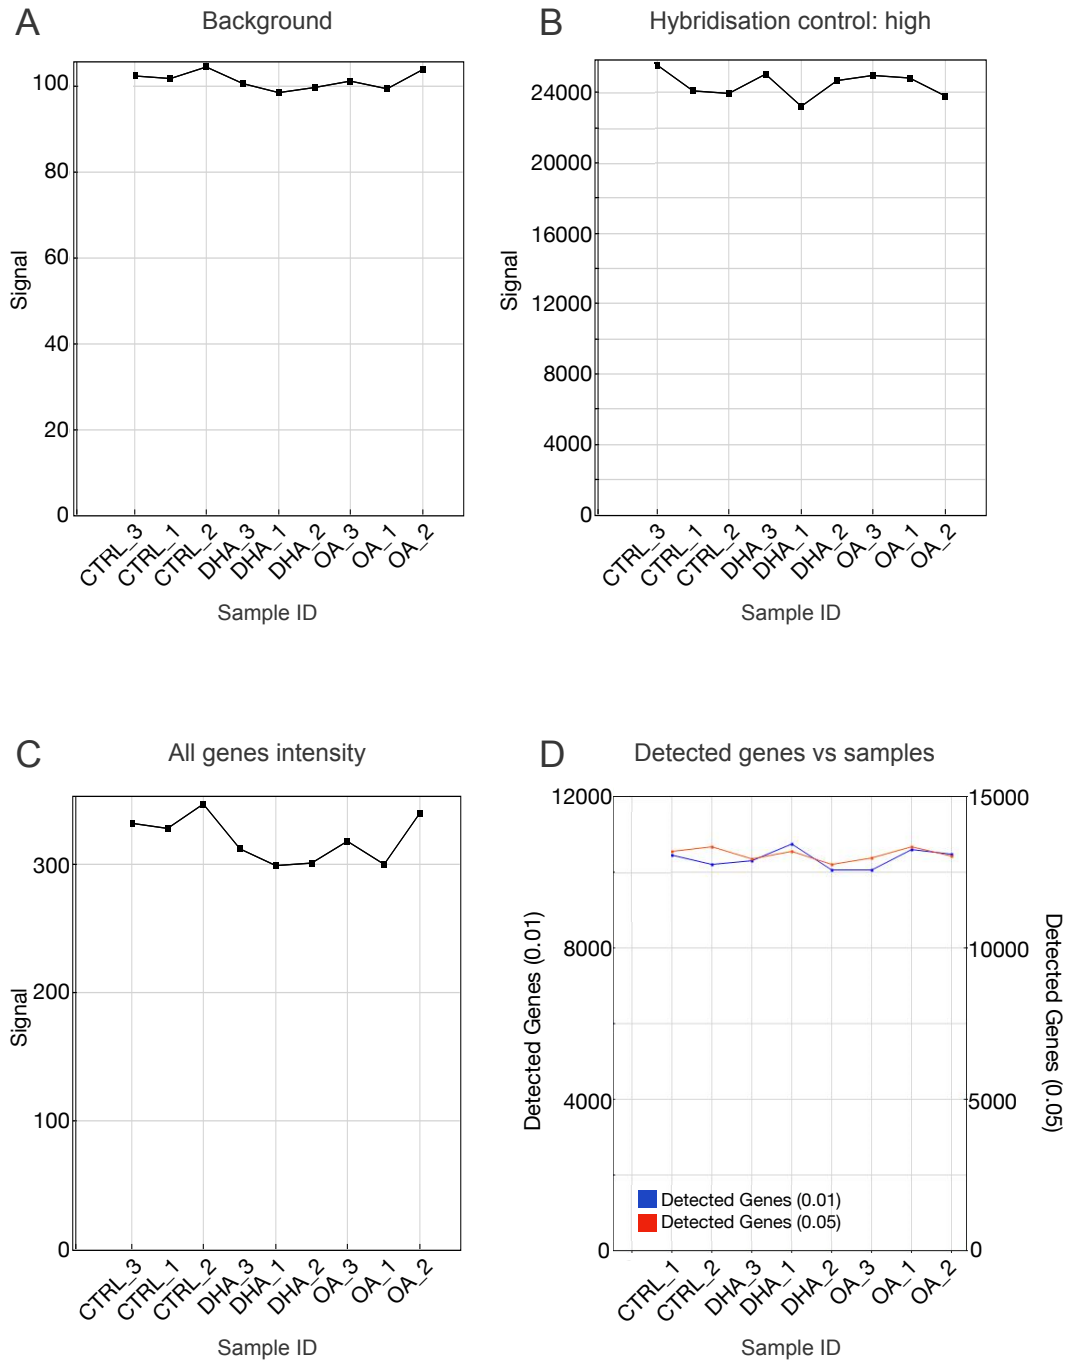 A
Background
100
80
60
40
20
0
Signal
CTRL_3
CTRL_1
CTRL_2
DHA_3
DHA_1
DHA_2
OA_3
OA_1
OA_2
Sample ID
B
Hybridisation control: high
24000
20000
16000
12000
8000
4000
0
Signal
CTRL_3
CTRL_1
CTRL_2
DHA_3
DHA_1
DHA_2
OA_3
OA_1
OA_2
Sample ID
C
All genes intensity
300
200
100
0
Signal
CTRL_3
CTRL_1
CTRL_2
DHA_3
DHA_1
DHA_2
OA_3
OA_1
OA_2
Sample ID
D
Detected genes vs samples
12000
8000
4000
0
Detected Genes (0.01)
15000
10000
5000
0
Detected Genes (0.05)
Detected Genes (0.01)
Detected Genes (0.05)
CTRL_1
CTRL_2
DHA_3
DHA_1
DHA_2
OA_3
OA_1
OA_2
Sample ID